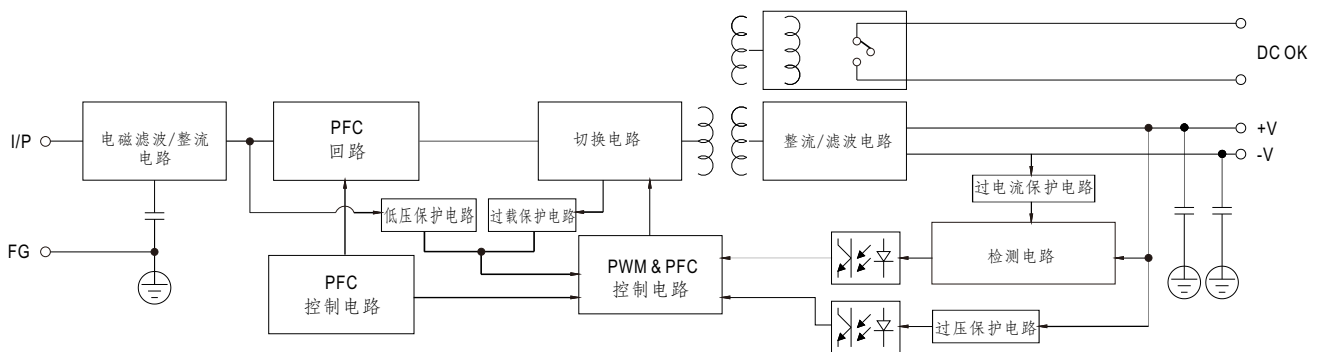 DC OK
I/P
电磁滤波/整流
电路
PFC
回路
切换电路
整流/滤波电路
+V
-V
过电流保护电路
低压保护电路
过载保护电路
FG
PFC
控制电路
PWM & PFC
控制电路
检测电路
过压保护电路